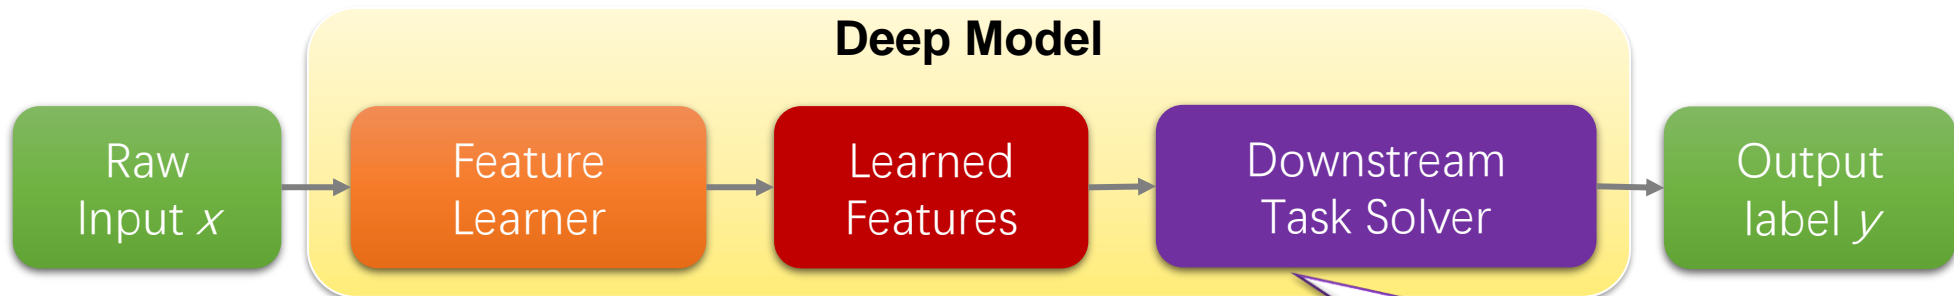 Deep Model
Raw
Input x
Feature
Learner
Learned
Features
Downstream
Task Solver
Output
label y